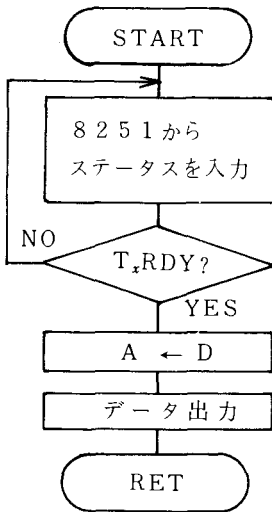 START
8251から
ステータスを入力
NO
TxRDY?
YES
A ← D
データ出力
RET